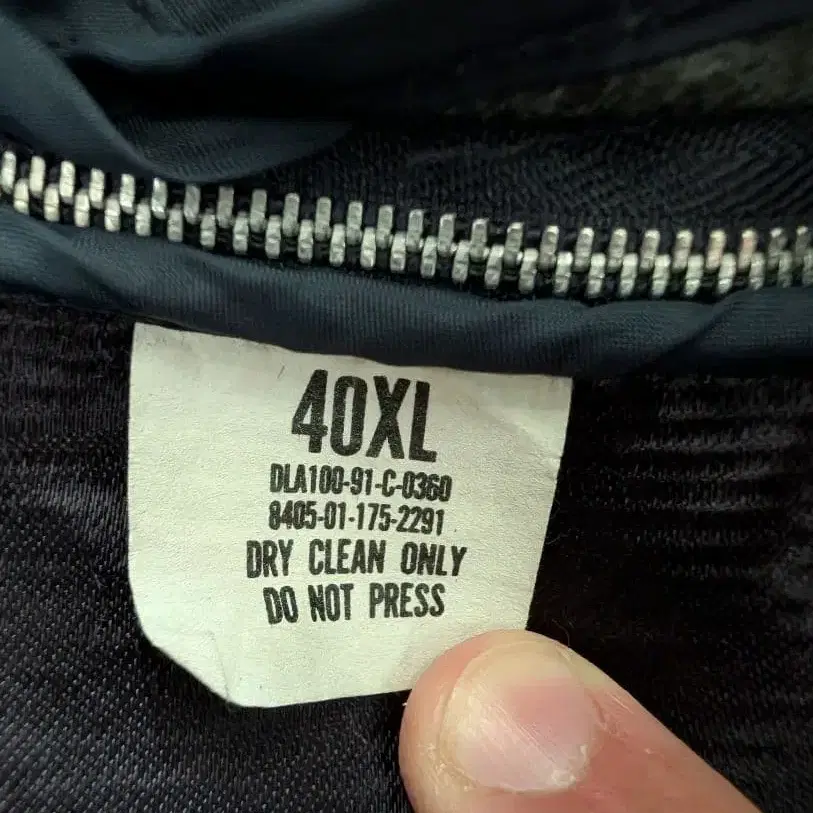 40XL
DLA100-91-C-0360
8405-01-175-2291
DRY CLEAN ONLY
DO NOT PRESS